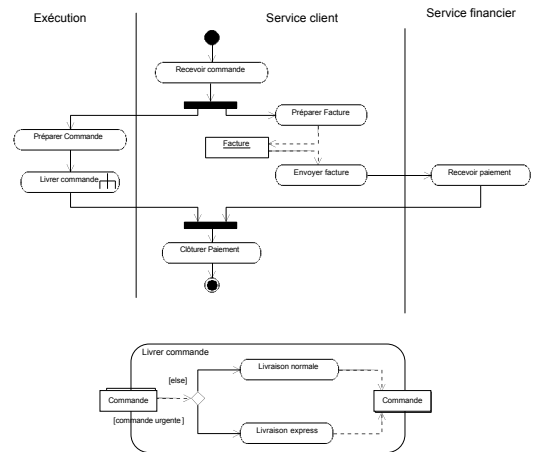 Exécution
Service client
Service financier
Recevoir commande
Préparer Facture
Préparer Commande
Facture
Livrer commande
Envoyer facture
Recevoir paiement
Clôturer Paiement
Livrer commande
Livraison normale
[else]
Commande
Commande
[commande urgente ]
Livraison express